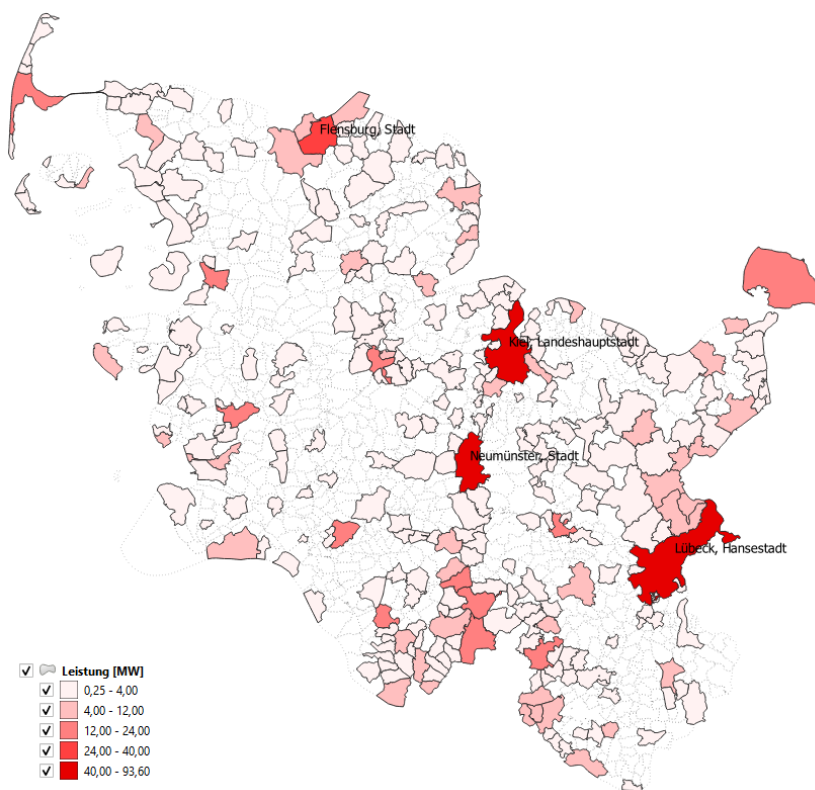 Flensburg, Stadt
Kiel, Landeshauptstadt
Neumünster, Stadt
Lübeck, Hansestadt
Leistung [MW]
0,25 - 4,00
4,00 - 12,00
12,00 - 24,00
24,00 - 40,00
40,00 - 93,60